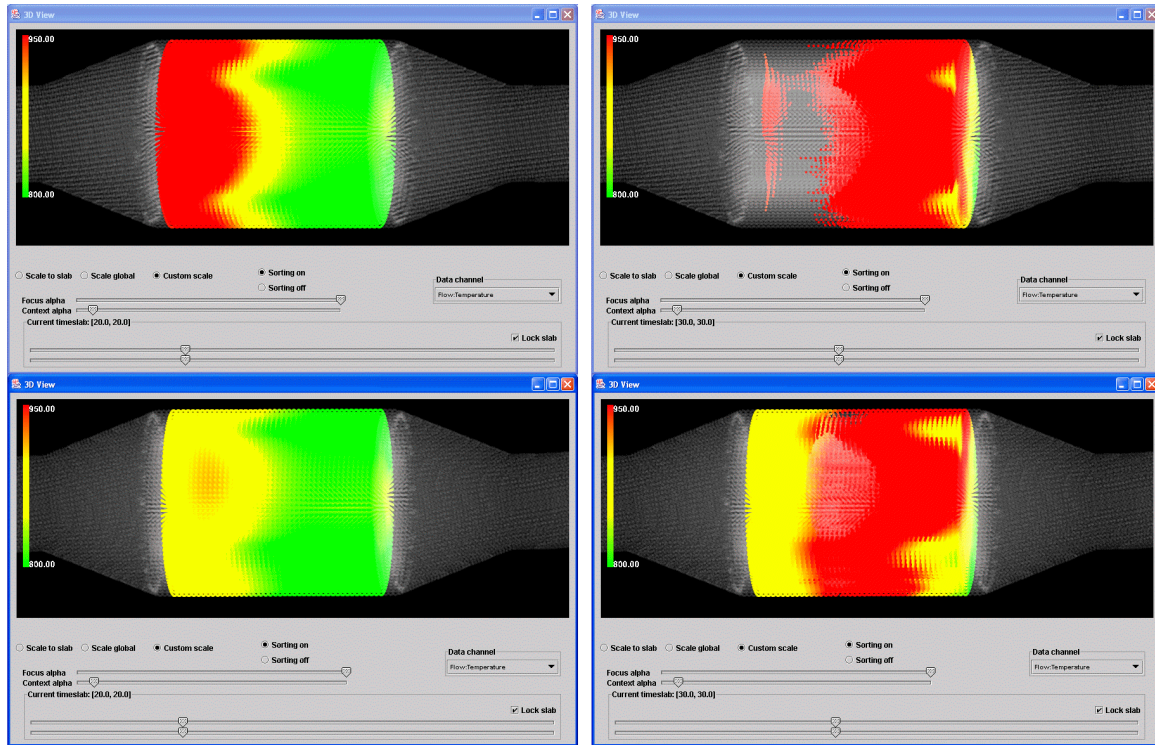 3D View
950.00
800.00
Scale to slab Scale global Custom scale Sorting on
Sorting off
Data channel
Flow:Temperature
Focus alpha
Context alpha
Current timeslab: [20.0, 20.0]
Lock slab
3D View
950.00
800.00
Scale to slab Scale global Custom scale Sorting on
Sorting off
Data channel
Flow:Temperature
Focus alpha
Context alpha
Current timeslab: [30.0, 30.0]
Lock slab
3D View
950.00
800.00
Scale to slab Scale global Custom scale Sorting on
Sorting off
Data channel
Flow:Temperature
Focus alpha
Context alpha
Current timeslab: [20.0, 20.0]
Lock slab
3D View
950.00
800.00
Scale to slab Scale global Custom scale Sorting on
Sorting off
Data channel
Flow:Temperature
Focus alpha
Context alpha
Current timeslab: [30.0, 30.0]
Lock slab